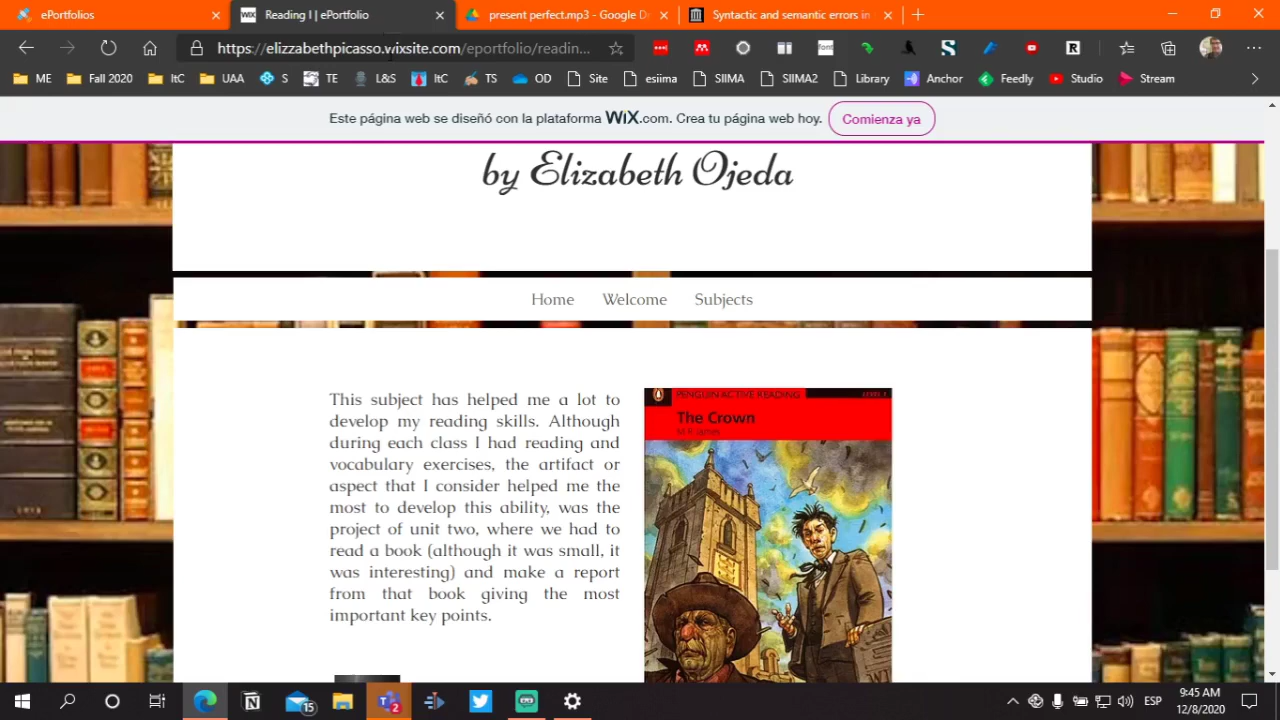 ePortfolios
Reading I | ePortfolio
present perfect.mp3 - Google Dr
Syntactic and semantic errors in
https://elizzabethpicasso.wixsite.com/eportfolio/readin...
ME
Fall 2020
ItC
UAA
S
TE
L&S
ItC
TS
OD
Site
esiima
SIIMA
SIIMA2
Library
Anchor
Feedly
Studio
Stream
Este página web se diseñó con la plataforma WiX.com. Crea tu página web hoy.
Comienza ya
by Elizabeth Ojeda
Home
Welcome
Subjects
This subject has helped me a lot to
develop my reading skills. Although
during each class I had reading and
vocabulary exercises, the artifact or
aspect that I consider helped me the
most to develop this ability, was the
project of unit two, where we had to
read a book (although it was small, it
was interesting) and make a report
from that book giving the most
important key points.
PENGUIN ACTIVE READING
The Crown
M.R. James
15
2
ESP
9:45 AM
12/8/2020